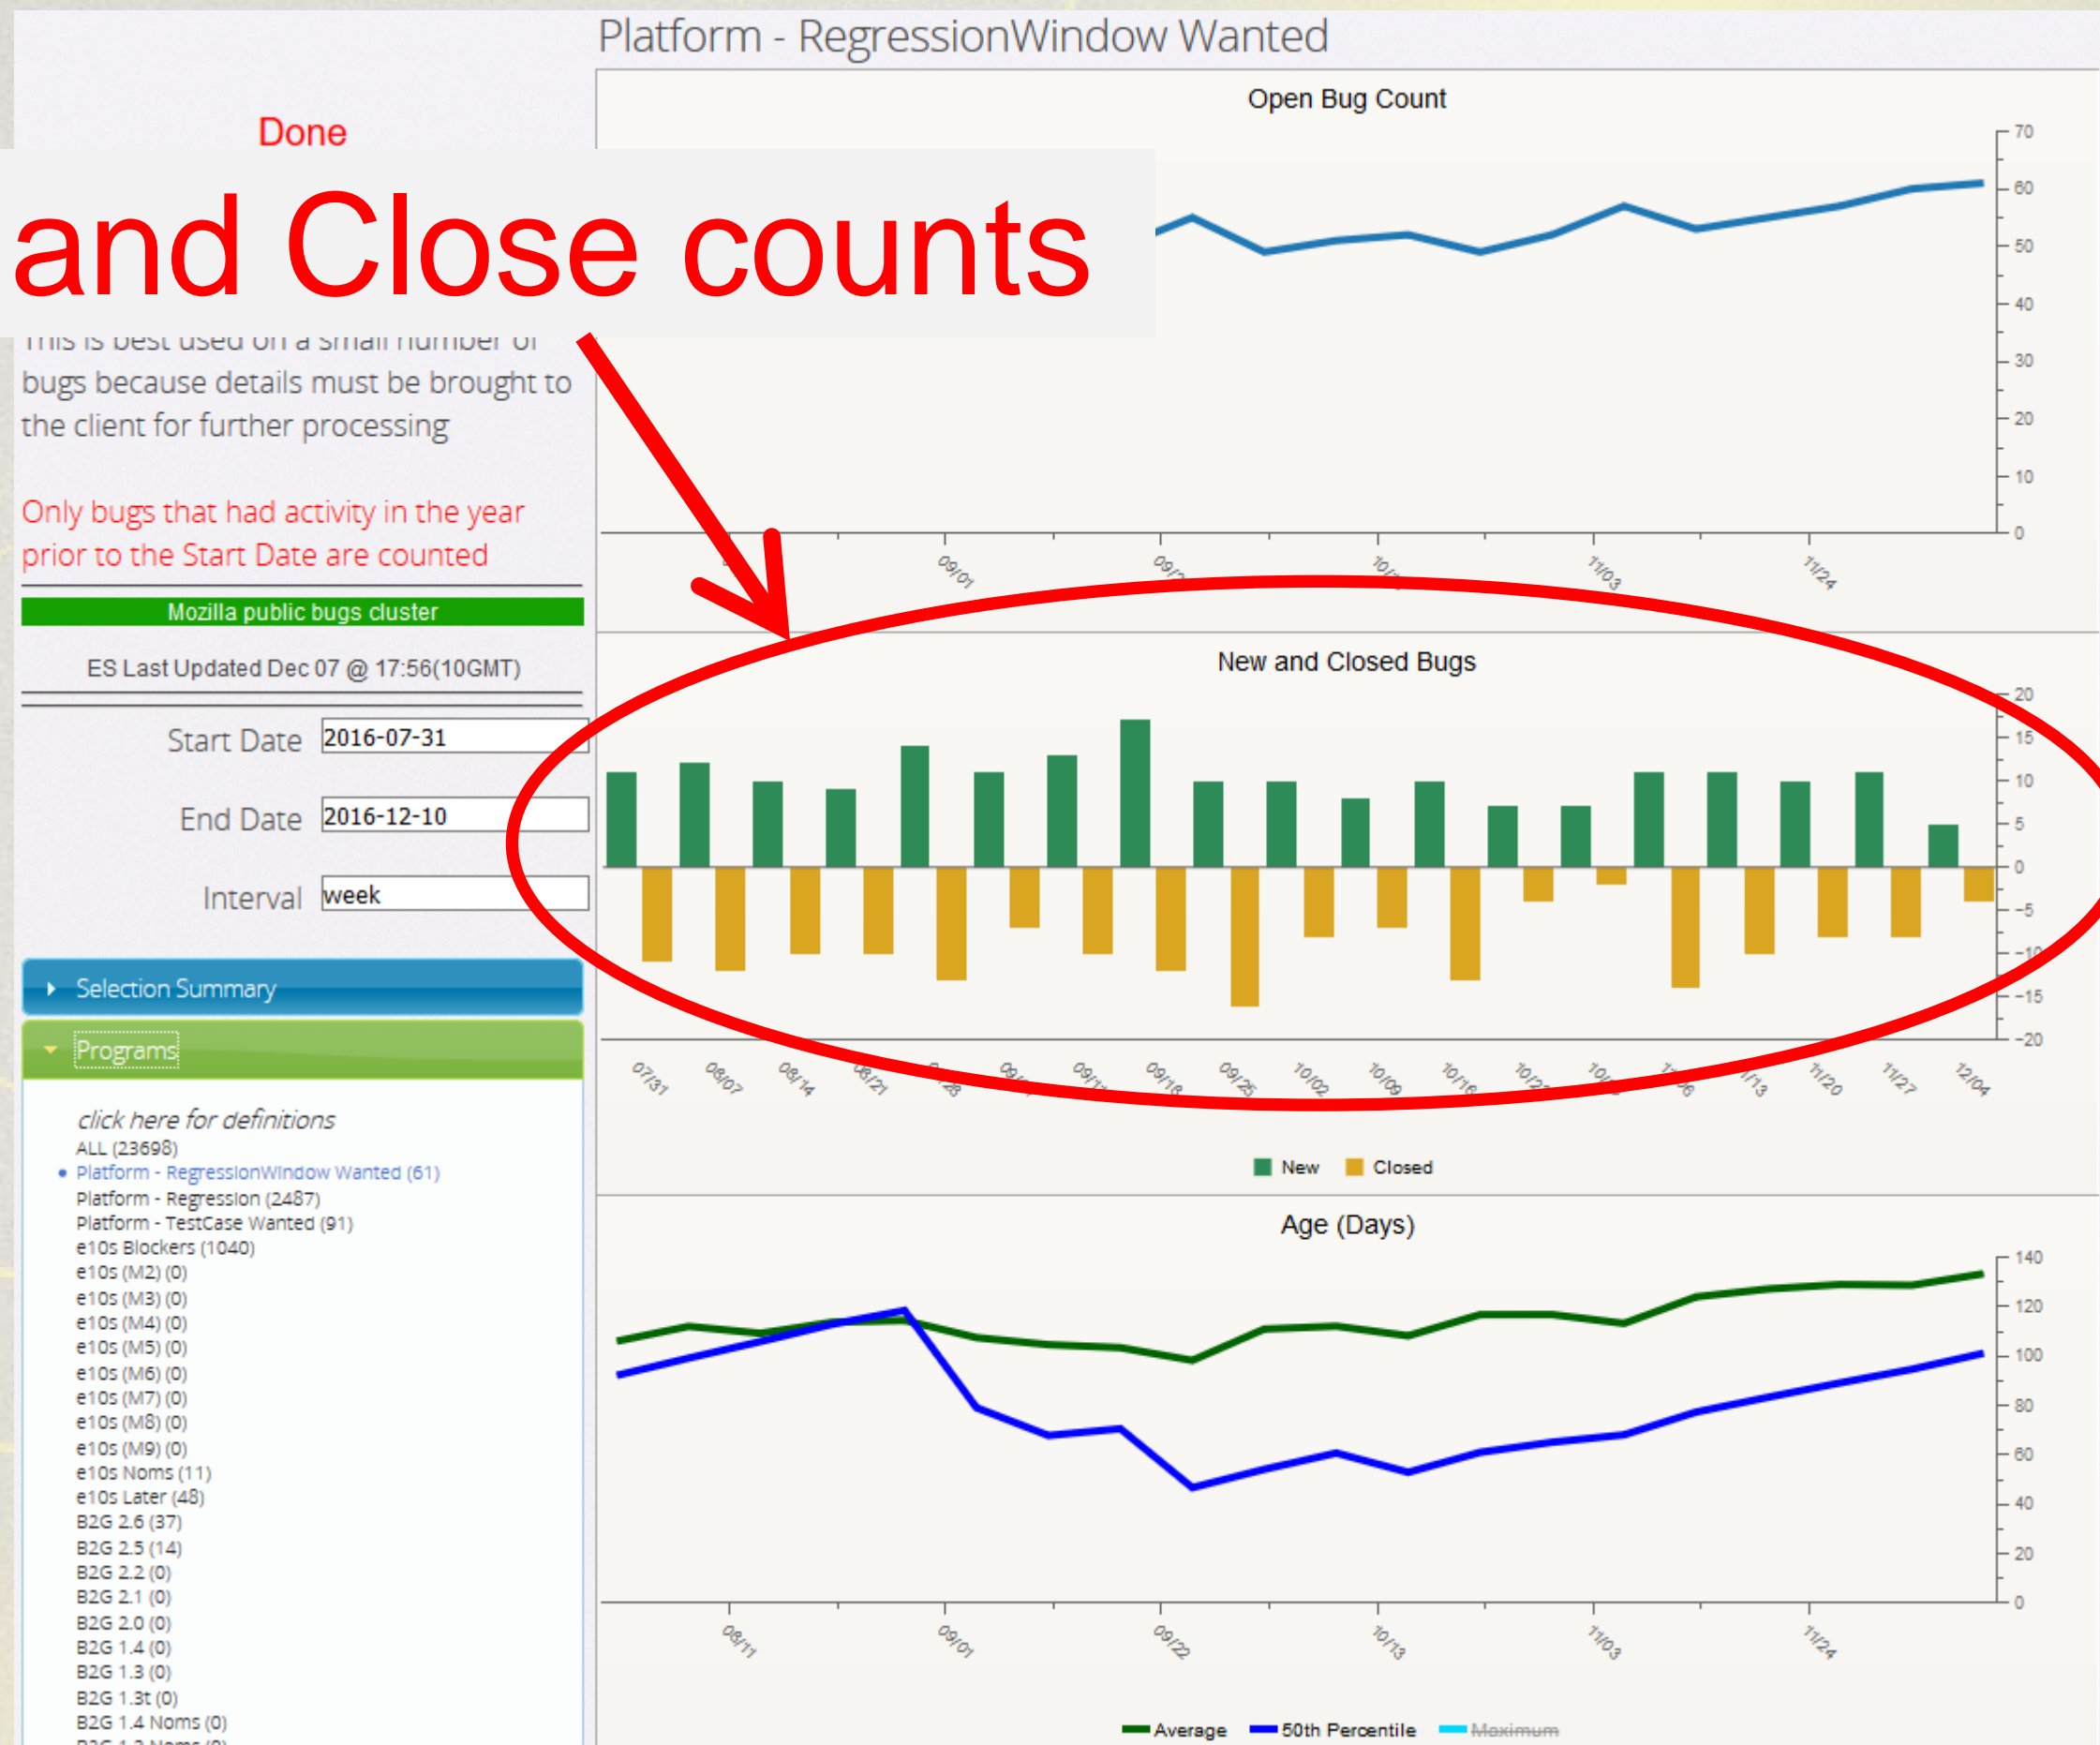 Platform - RegressionWindow Wanted
Done
and Close counts
This is best used on a small number of
bugs because details must be brought to
the client for further processing
Only bugs that had activity in the year
prior to the Start Date are counted
Mozilla public bugs cluster
ES Last Updated Dec 07 @ 17:56(10GMT)
Start Date 2016-07-31
End Date 2016-12-10
Interval week
Selection Summary
Programs
click here for definitions
ALL (23698)
Platform - RegressionWindow Wanted (61)
Platform - Regression (2487)
Platform - TestCase Wanted (91)
e10s Blockers (1040)
e10s (M2) (0)
e10s (M3) (0)
e10s (M4) (0)
e10s (M5) (0)
e10s (M6) (0)
e10s (M7) (0)
e10s (M8) (0)
e10s (M9) (0)
e10s Noms (11)
e10s Later (48)
B2G 2.6 (37)
B2G 2.5 (14)
B2G 2.2 (0)
B2G 2.1 (0)
B2G 2.0 (0)
B2G 1.4 (0)
B2G 1.3 (0)
B2G 1.3t (0)
B2G 1.4 Noms (0)
Open Bug Count
70
60
50
40
30
20
10
0
09/01
11/03
11/24
New and Closed Bugs
20
15
10
5
0
-5
-10
-15
-20
07/31 08/07 08/14 08/21 09/18 09/25 10/02 10/09 10/16 11/20 11/27 12/04
New Closed
Age (Days)
140
120
100
80
60
40
20
0
08/11 09/01 09/22 10/13 11/03 11/24
Average 50th Percentile Maximum